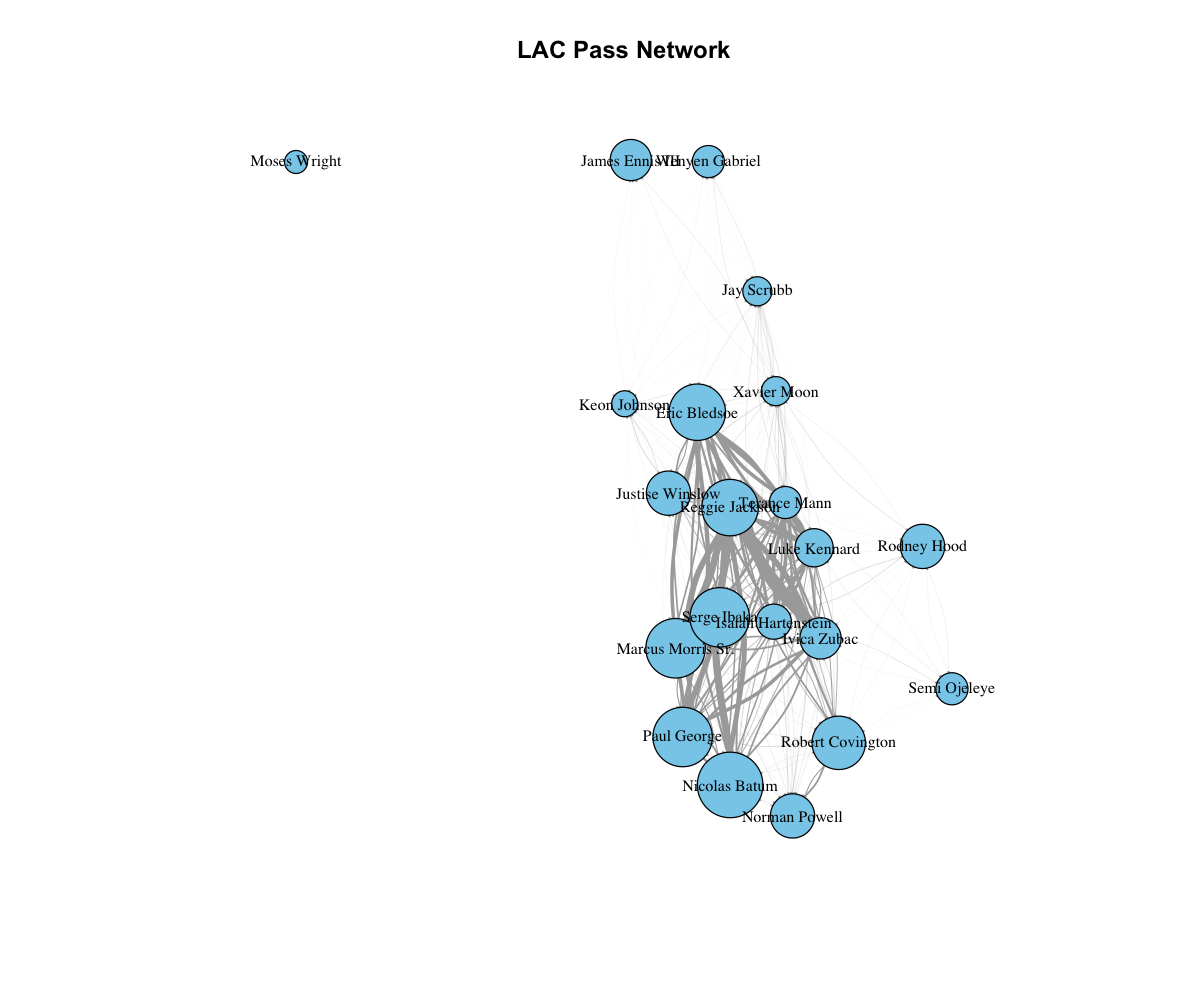 LAC Pass Network
Moses Wright
James Ennis III
Wenyen Gabriel
Jay Scrubb
Xavier Moon
Keon Johnson
Eric Bledsoe
Justise Winslow
Terance Mann
Reggie Jackson
Luke Kennard
Rodney Hood
Serge Ibaka
Isaiah Hartenstein
Ivica Zubac
Marcus Morris Sr.
Semi Ojeleye
Paul George
Robert Covington
Nicolas Batum
Norman Powell